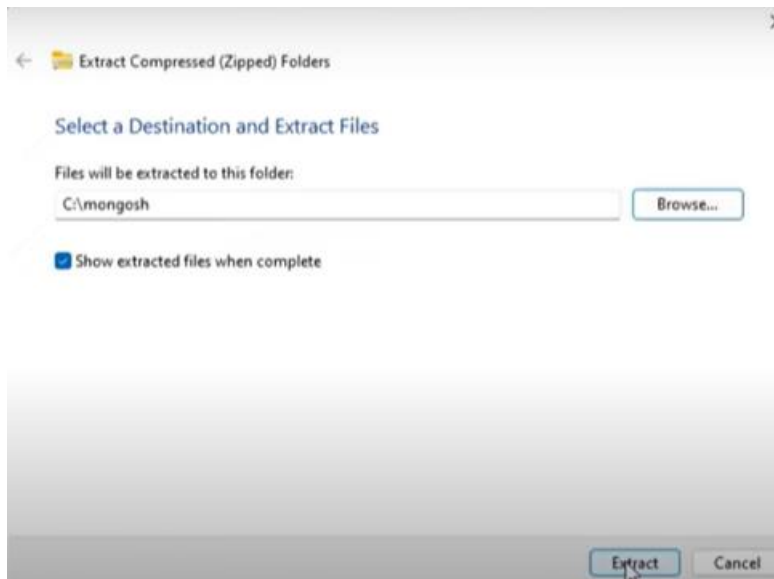 Extract Compressed (Zipped) Folders
Select a Destination and Extract Files
Files will be extracted to this folder:
C:\mongosh
Browse...
Show extracted files when complete
Extract
Cancel